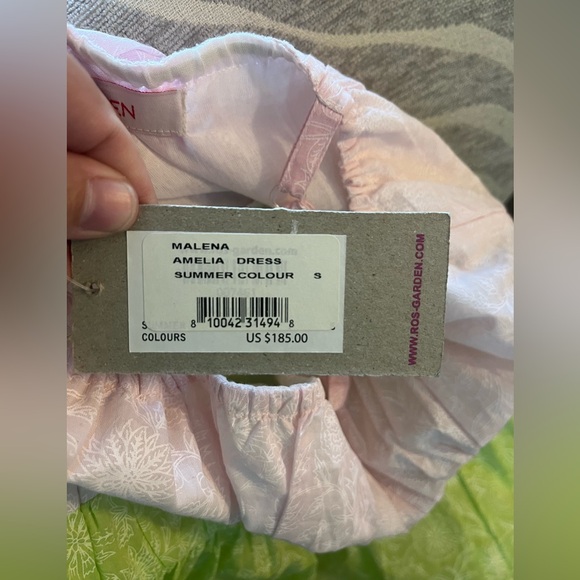 EN
MALENA
AMELIA DRESS
SUMMER COLOUR S
8 10042 31494 8
COLOURS US $185.00
WWW.ROS-GARDEN.COM